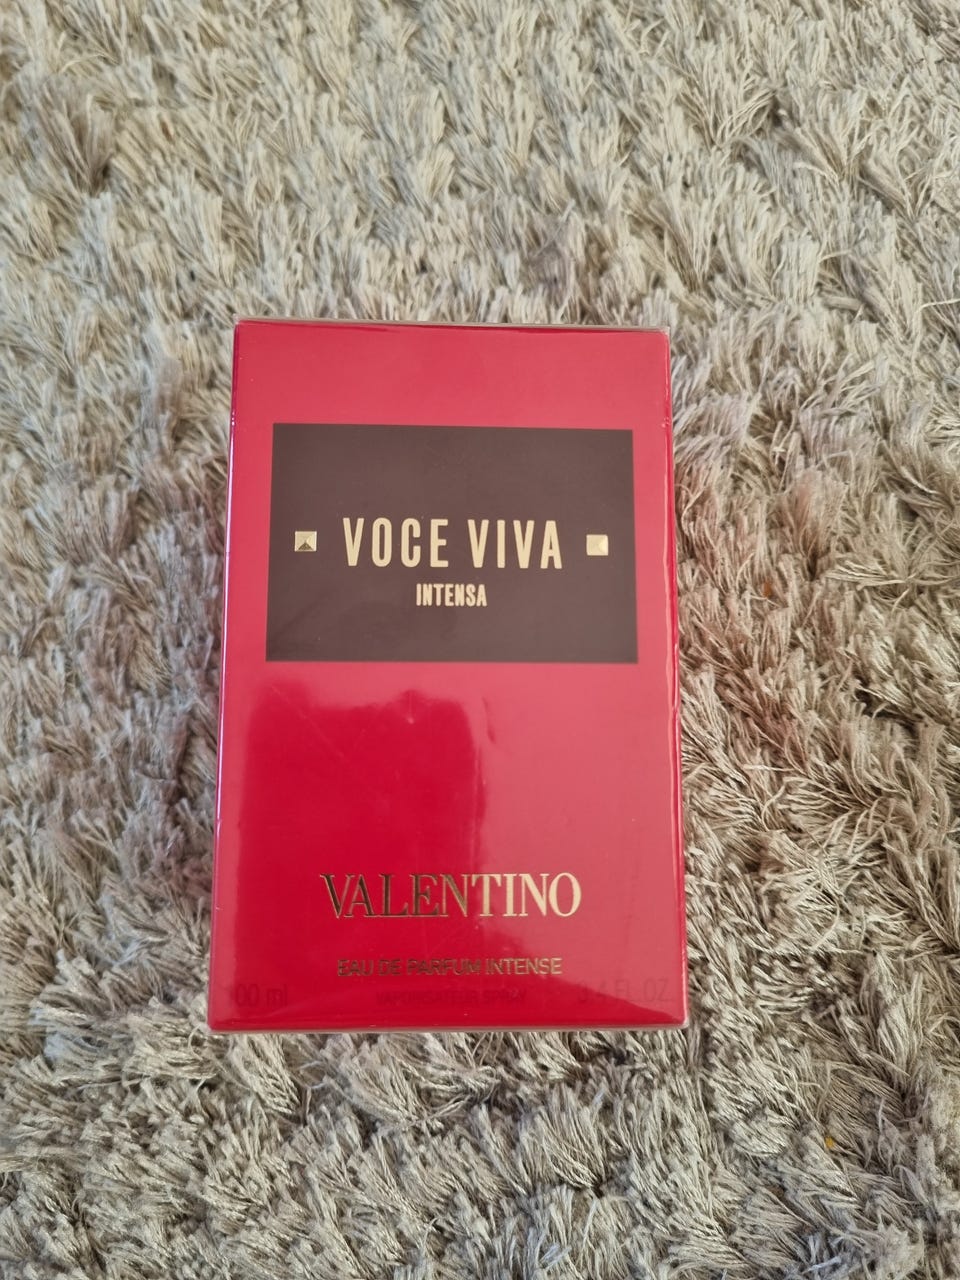 VOCE VIVA
INTENSA
VALENTINO
EAU DE PARFUM INTENSE
100 ml VAPORISATEUR SPRAY 3.4 FL. OZ.